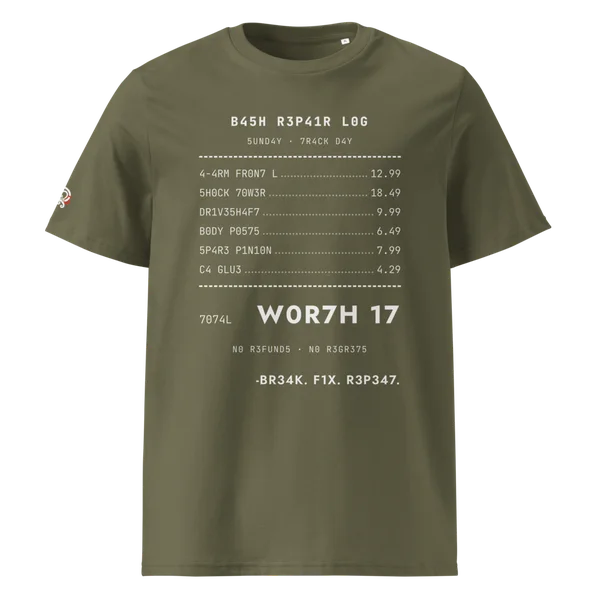 B45H R3P41R L0G
5UND4Y · 7R4CK D4Y
4-4RM FR0N7 L 12.99
5H0CK 70W3R 18.49
DR1V35H4F7 9.99
B0DY P0575 6.49
5P4R3 P1N10N 7.99
C4 GLU3 4.29
7074L W0R7H 17
N0 R3FUND5 · N0 R3GR375
-BR34K. F1X. R3P347.